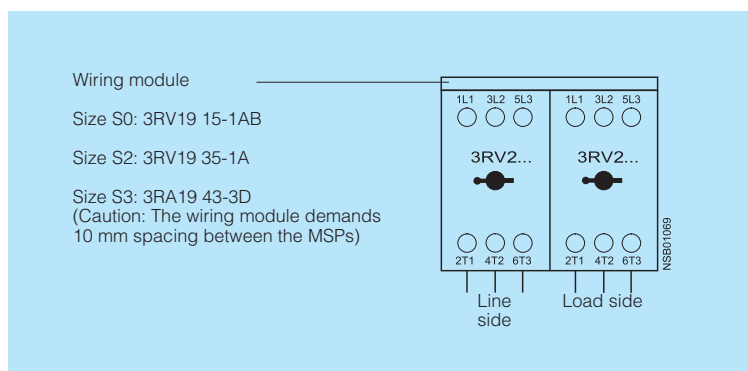 Wiring module
Size S0: 3RV19 15-1AB
Size S2: 3RV19 35-1A
Size S3: 3RA19 43-3D
(Caution: The wiring module demands
10 mm spacing between the MSPs)
1L1 3L2 5L3 1L1 3L2 5L3
3RV2... 3RV2...
2T1 4T2 6T3 2T1 4T2 6T3
Line
side
Load side
NSB01069